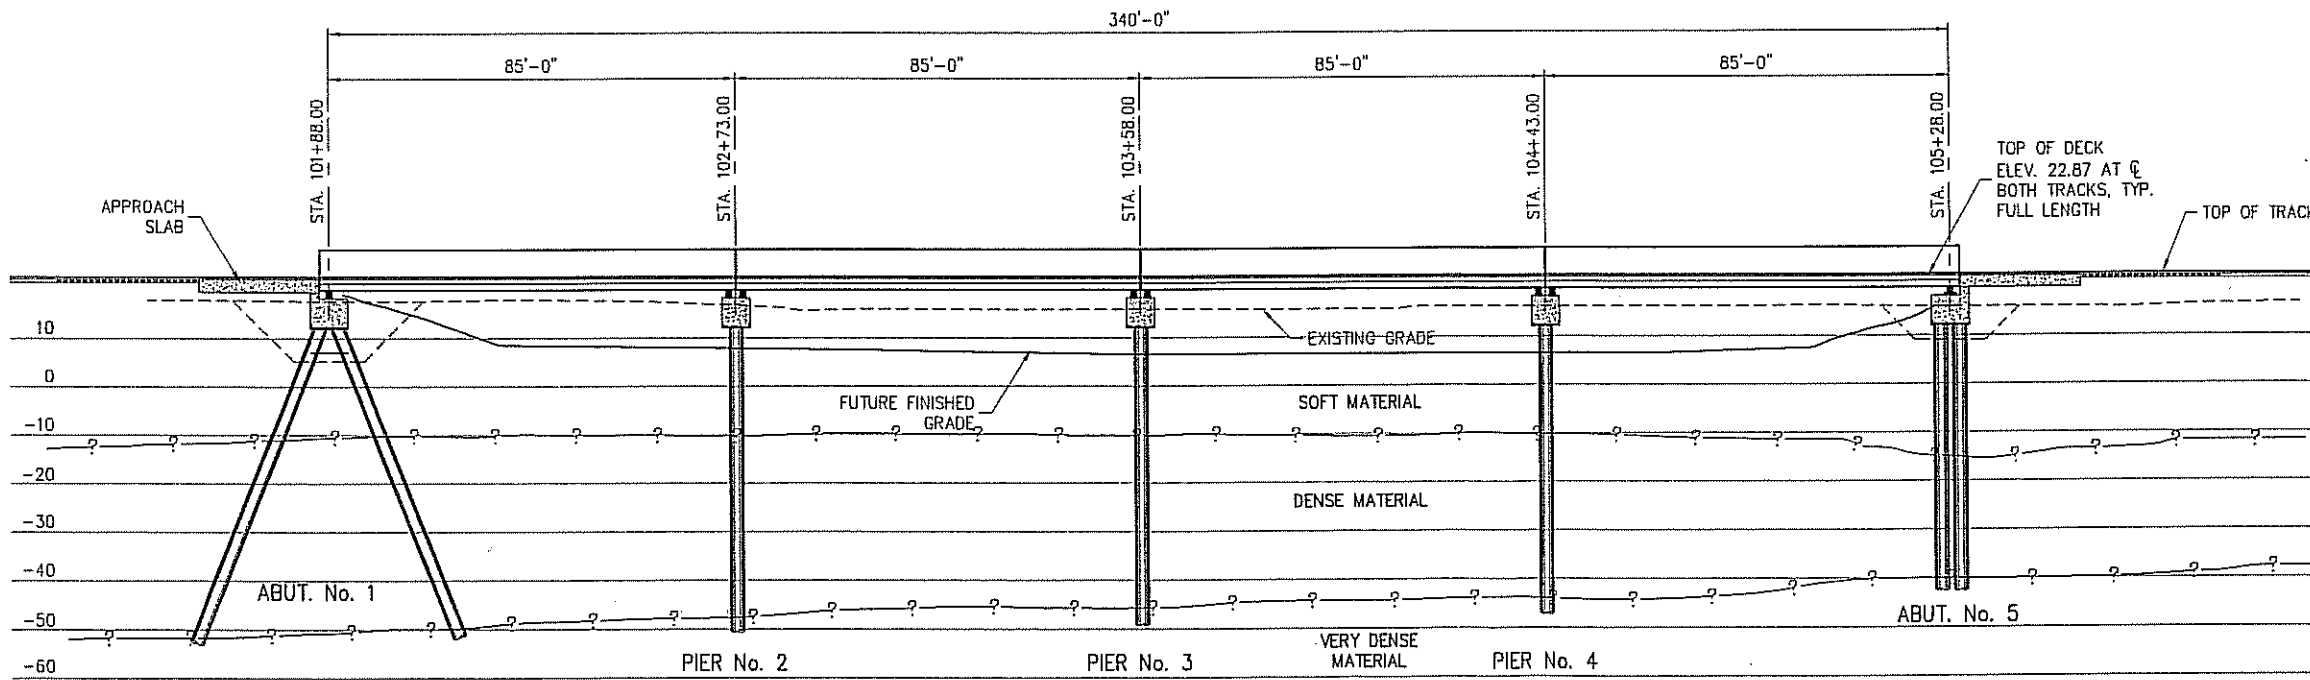 340'-0"
85'-0"
85'-0"
85'-0"
85'-0"
STA. 101+88.00
STA. 102+73.00
STA. 103+58.00
STA. 104+43.00
STA. 105+28.00
TOP OF DECK
ELEV. 22.87 AT ℄
BOTH TRACKS, TYP.
FULL LENGTH
TOP OF TRACK
APPROACH
SLAB
EXISTING GRADE
FUTURE FINISHED
GRADE
10
0
-10
-20
-30
-40
-50
-60
SOFT MATERIAL
? ? ? ? ? ? ? ? ? ? ? ? ? ? ? ? ? ? ? ? ? ? ? ? ? ? ?
DENSE MATERIAL
? ? ? ? ? ? ? ? ? ? ? ? ? ? ? ? ? ? ? ? ? ? ? ? ? ? ? ?
VERY DENSE
MATERIAL
ABUT. No. 1
PIER No. 2
PIER No. 3
PIER No. 4
ABUT. No. 5